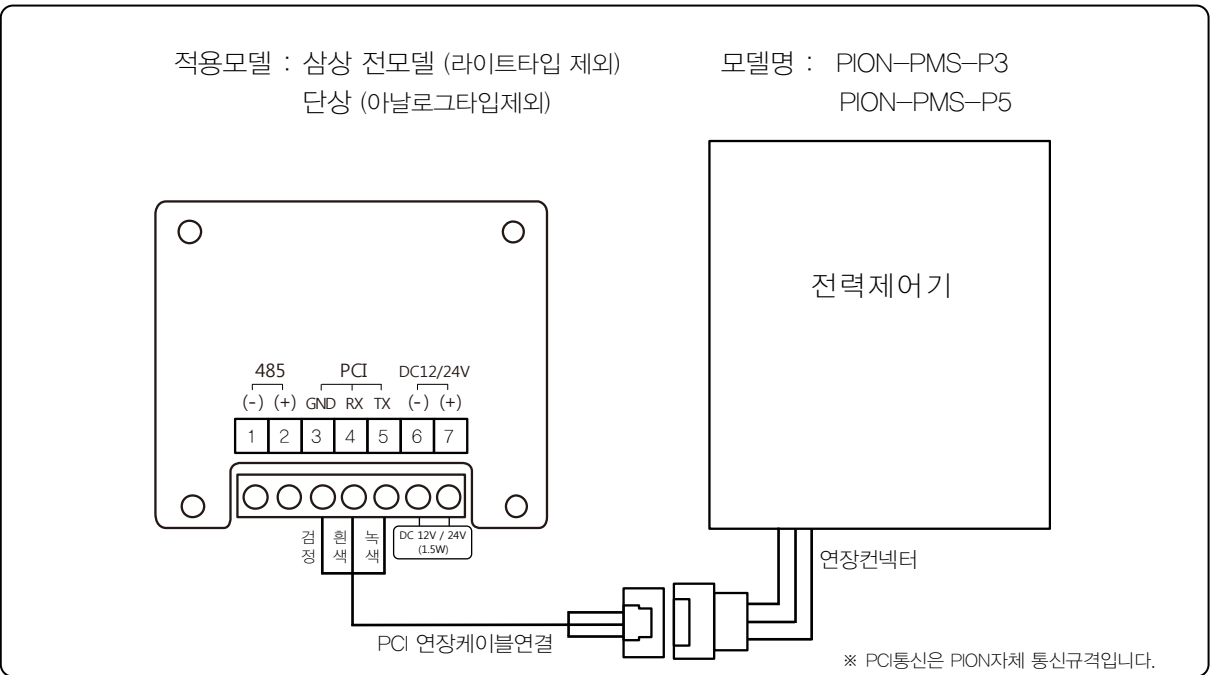 적용모델 : 삼상 전모델 (라이트타입 제외)
단상 (아날로그타입제외)
모델명 : PION-PMS-P3
PION-PMS-P5
전력제어기
485 PCI DC12/24V
(-) (+) GND RX TX (-) (+)
1 2 3 4 5 6 7
검정 흰색 녹색
DC 12V / 24V
(1.5W)
연장컨넥터
PCI 연장케이블연결
※ PCI통신은 PION자체 통신규격입니다.